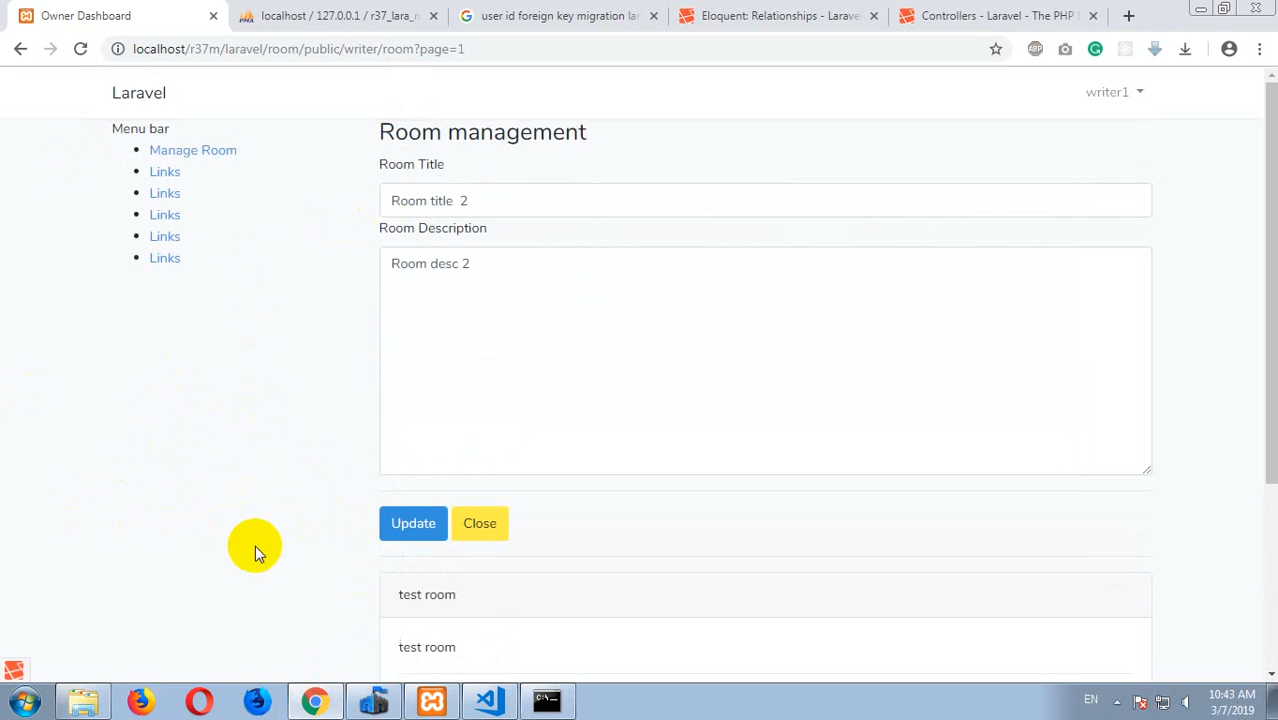 Owner Dashboard
localhost / 127.0.0.1 / r37_lara_
user id foreign key migration la
Eloquent: Relationships - Larave
Controllers - Laravel - The PHP
localhost/r37m/laravel/room/public/writer/room?page=1
ABP
Laravel
writer1
Menu bar
Manage Room
Links
Links
Links
Links
Links
Room management
Room Title
Room title 2
Room Description
Room desc 2
Update
Close
test room
test room
EN
10:43 AM
3/7/2019